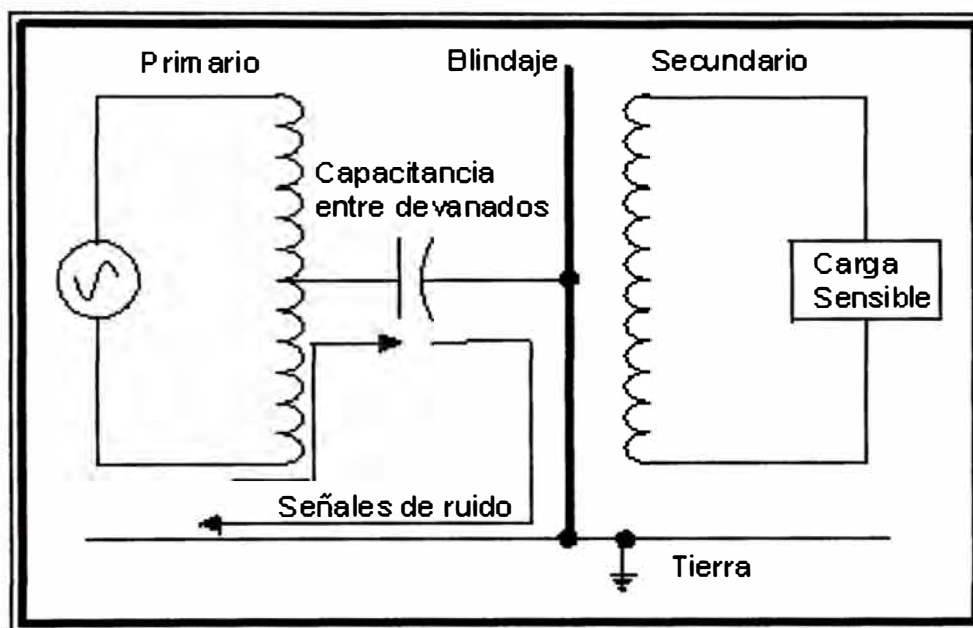 Primario
Blindaje
Secundario
Capacitancia
entre devanados
Carga
Sensible
Señales de ruido
Tierra